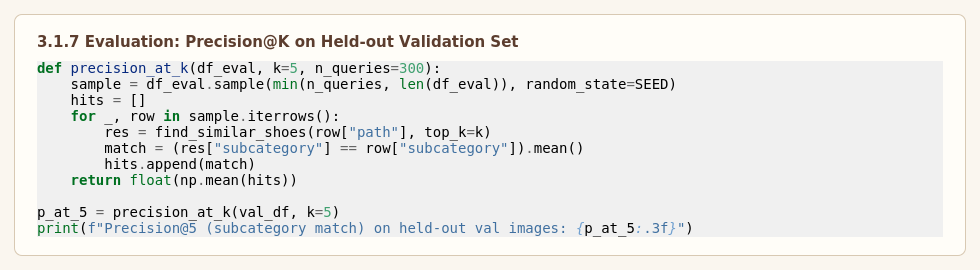 3.1.7 Evaluation: Precision@K on Held-out Validation Set
def precision_at_k(df_eval, k=5, n_queries=300):
    sample = df_eval.sample(min(n_queries, len(df_eval)), random_state=SEED)
    hits = []
    for _, row in sample.iterrows():
        res = find_similar_shoes(row["path"], top_k=k)
        match = (res["subcategory"] == row["subcategory"]).mean()
        hits.append(match)
    return float(np.mean(hits))

p_at_5 = precision_at_k(val_df, k=5)
print(f"Precision@5 (subcategory match) on held-out val images: {p_at_5:.3f}")